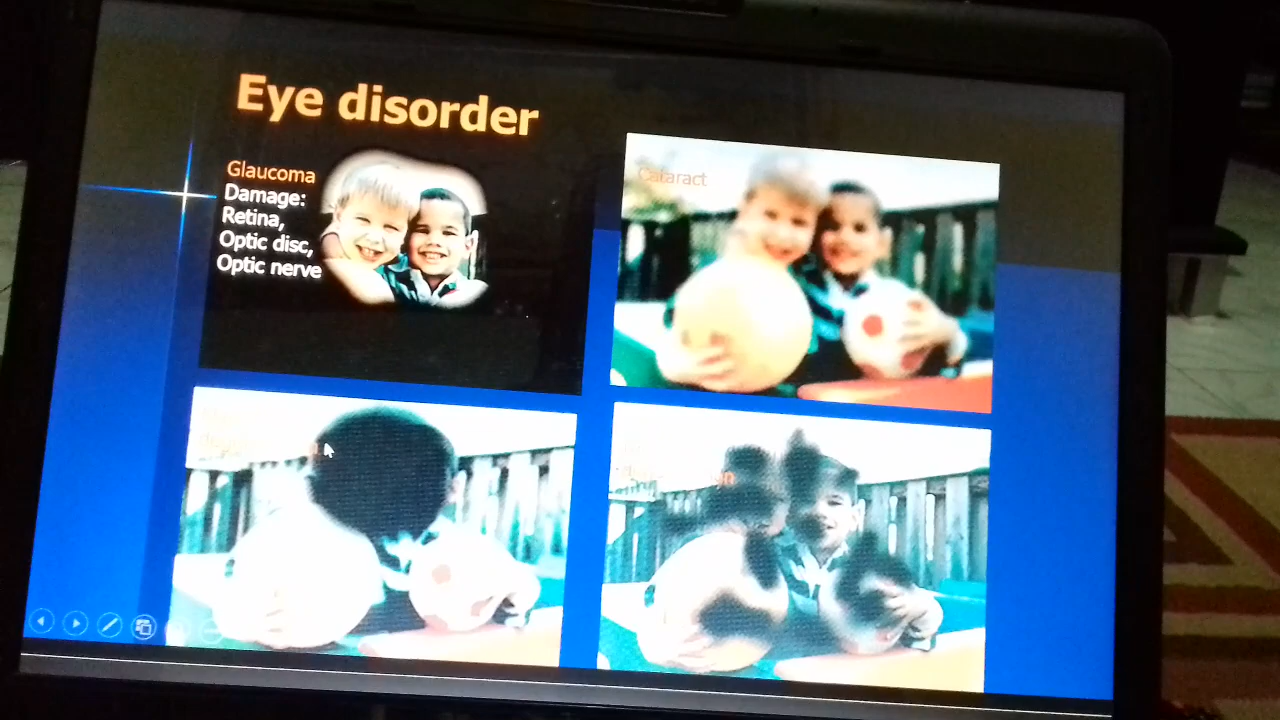 Eye disorder
Glaucoma
Damage:
Retina,
Optic disc,
Optic nerve
Cataract